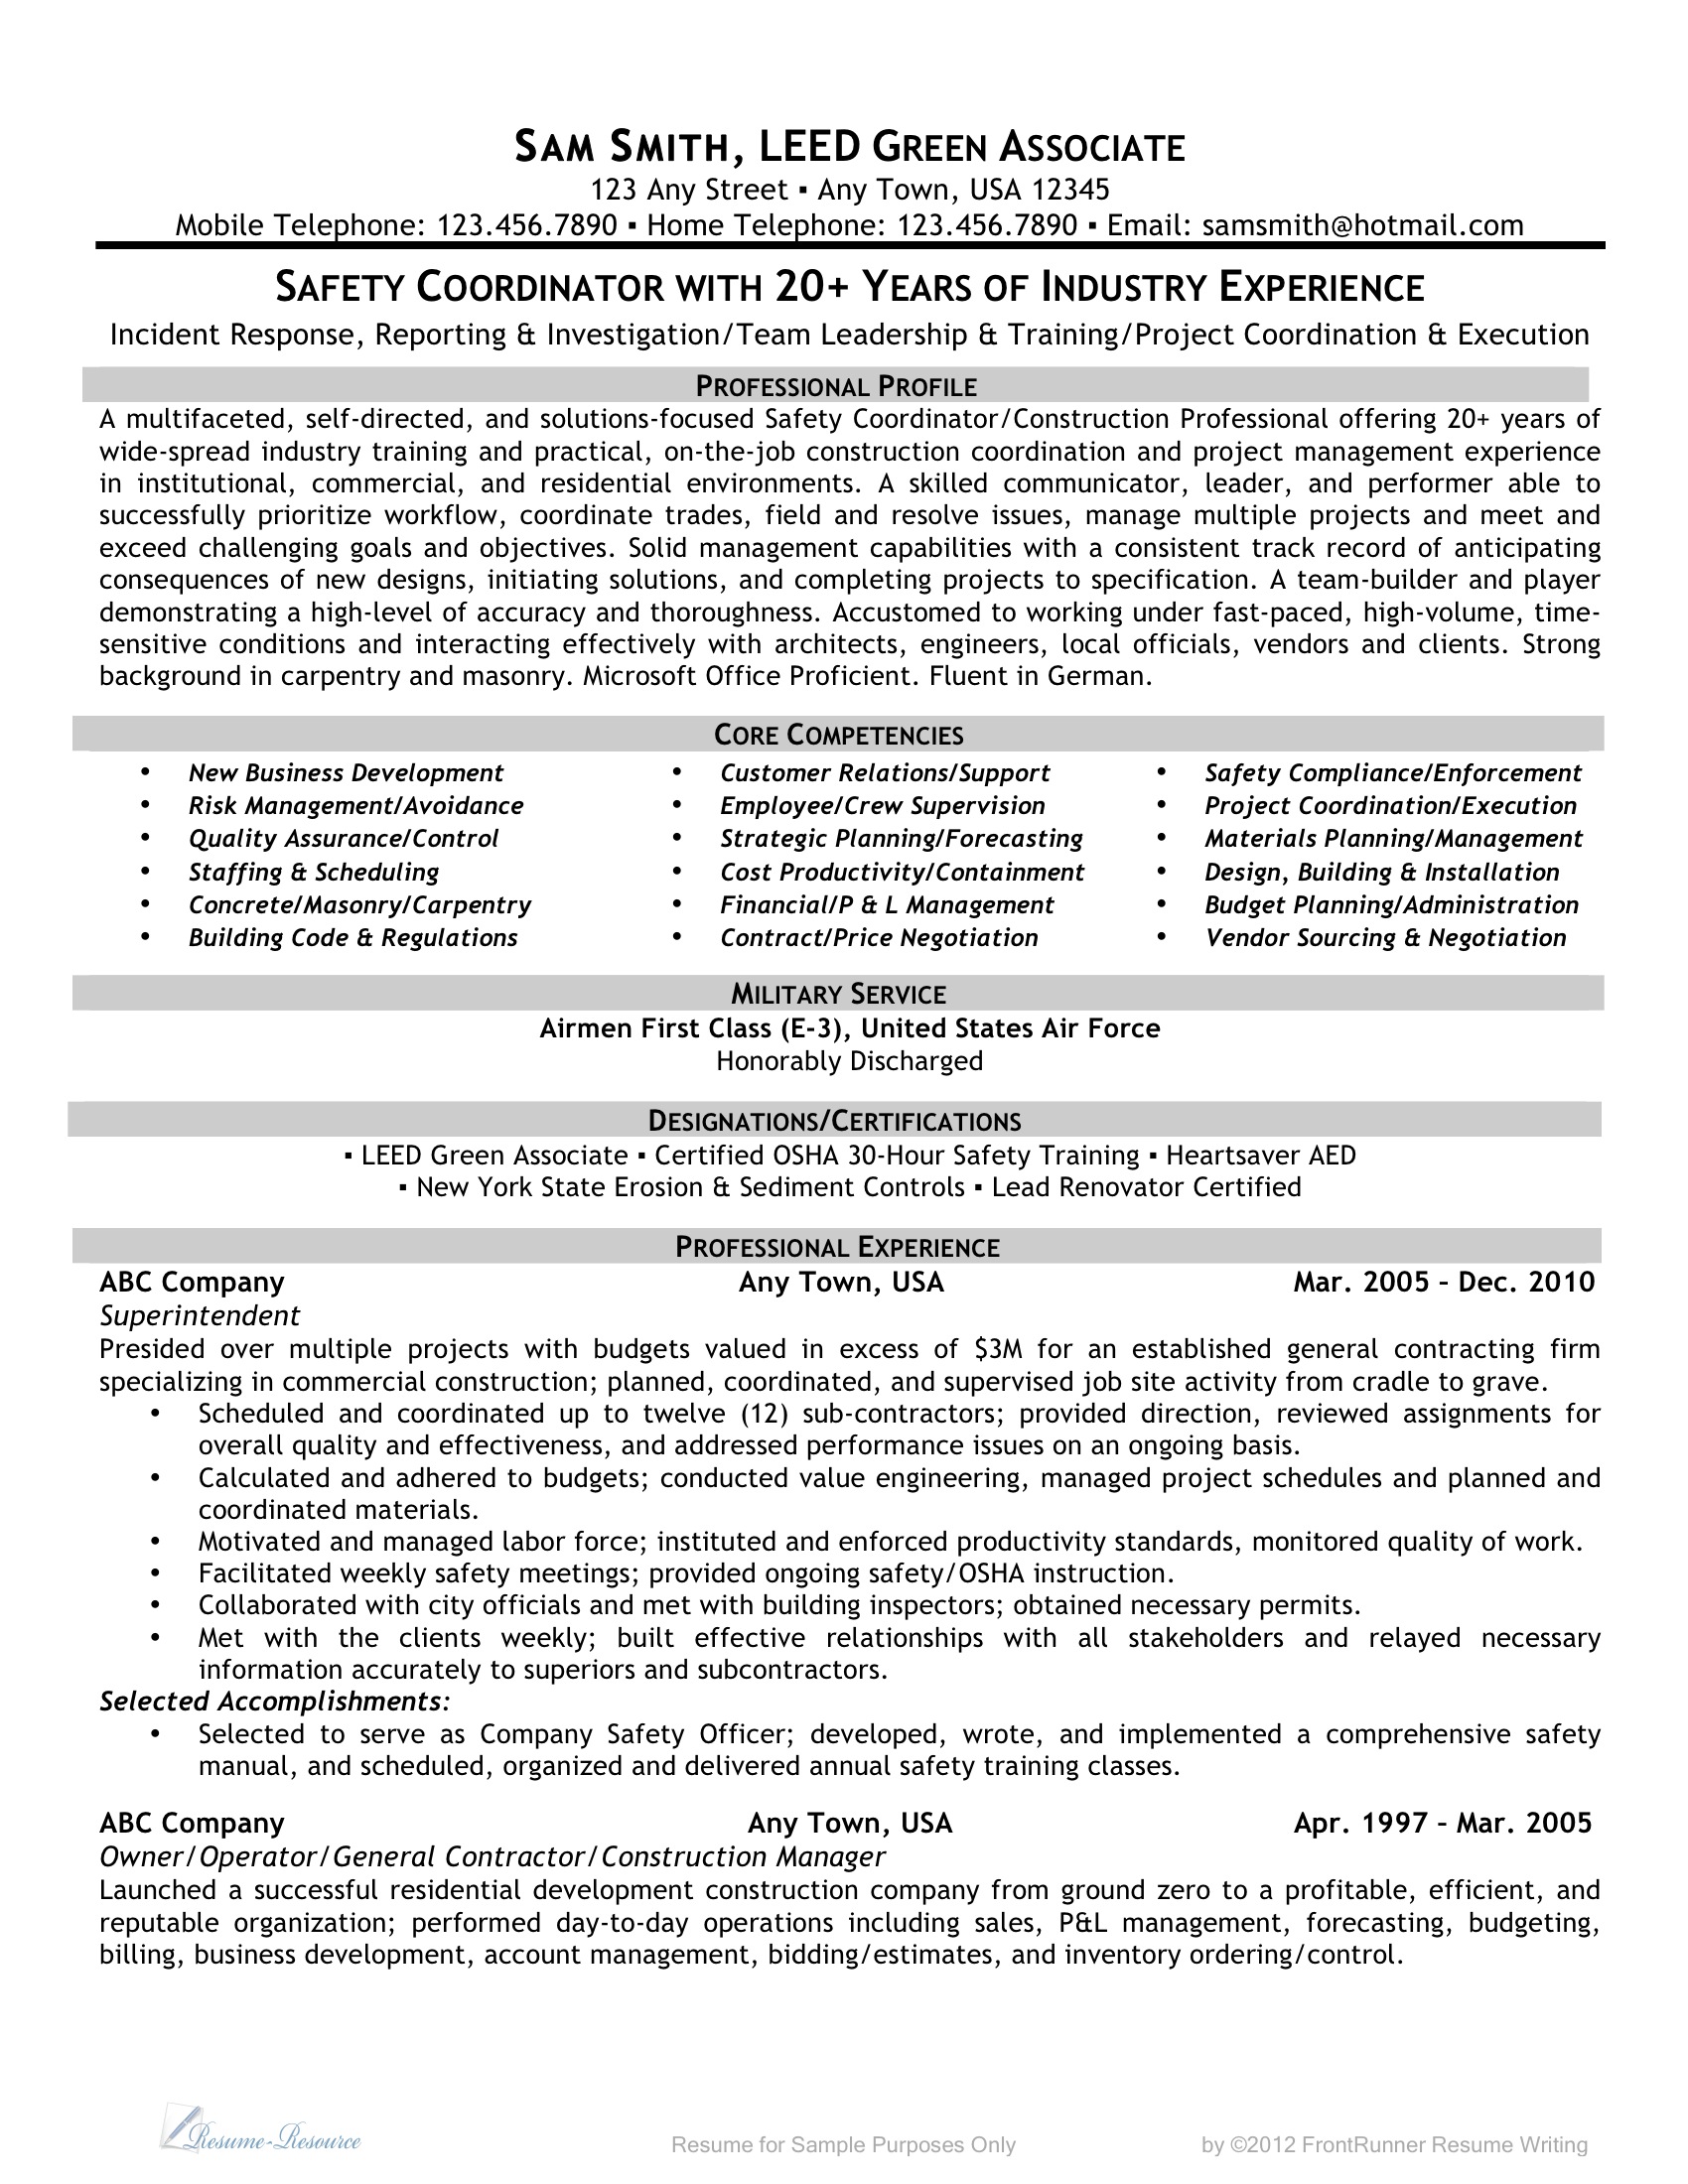 SAM SMITH, LEED GREEN ASSOCIATE
123 Any Street ▪ Any Town, USA 12345
Mobile Telephone: 123.456.7890 ▪ Home Telephone: 123.456.7890 ▪ Email: samsmith@hotmail.com
SAFETY COORDINATOR WITH 20+ YEARS OF INDUSTRY EXPERIENCE
Incident Response, Reporting & Investigation/Team Leadership & Training/Project Coordination & Execution
PROFESSIONAL PROFILE
A multifaceted, self-directed, and solutions-focused Safety Coordinator/Construction Professional offering 20+ years of
wide-spread industry training and practical, on-the-job construction coordination and project management experience
in institutional, commercial, and residential environments. A skilled communicator, leader, and performer able to
successfully prioritize workflow, coordinate trades, field and resolve issues, manage multiple projects and meet and
exceed challenging goals and objectives. Solid management capabilities with a consistent track record of anticipating
consequences of new designs, initiating solutions, and completing projects to specification. A team-builder and player
demonstrating a high-level of accuracy and thoroughness. Accustomed to working under fast-paced, high-volume, time-
sensitive conditions and interacting effectively with architects, engineers, local officials, vendors and clients. Strong
background in carpentry and masonry. Microsoft Office Proficient. Fluent in German.
CORE COMPETENCIES
• New Business Development • Customer Relations/Support • Safety Compliance/Enforcement
• Risk Management/Avoidance • Employee/Crew Supervision • Project Coordination/Execution
• Quality Assurance/Control • Strategic Planning/Forecasting • Materials Planning/Management
• Staffing & Scheduling • Cost Productivity/Containment • Design, Building & Installation
• Concrete/Masonry/Carpentry • Financial/P & L Management • Budget Planning/Administration
• Building Code & Regulations • Contract/Price Negotiation • Vendor Sourcing & Negotiation
MILITARY SERVICE
Airmen First Class (E-3), United States Air Force
Honorably Discharged
DESIGNATIONS/CERTIFICATIONS
▪ LEED Green Associate ▪ Certified OSHA 30-Hour Safety Training ▪ Heartsaver AED
▪ New York State Erosion & Sediment Controls ▪ Lead Renovator Certified
PROFESSIONAL EXPERIENCE
ABC Company Any Town, USA Mar. 2005 – Dec. 2010
Superintendent
Presided over multiple projects with budgets valued in excess of $3M for an established general contracting firm
specializing in commercial construction; planned, coordinated, and supervised job site activity from cradle to grave.
• Scheduled and coordinated up to twelve (12) sub-contractors; provided direction, reviewed assignments for
overall quality and effectiveness, and addressed performance issues on an ongoing basis.
• Calculated and adhered to budgets; conducted value engineering, managed project schedules and planned and
coordinated materials.
• Motivated and managed labor force; instituted and enforced productivity standards, monitored quality of work.
• Facilitated weekly safety meetings; provided ongoing safety/OSHA instruction.
• Collaborated with city officials and met with building inspectors; obtained necessary permits.
• Met with the clients weekly; built effective relationships with all stakeholders and relayed necessary
information accurately to superiors and subcontractors.
Selected Accomplishments:
• Selected to serve as Company Safety Officer; developed, wrote, and implemented a comprehensive safety
manual, and scheduled, organized and delivered annual safety training classes.
ABC Company Any Town, USA Apr. 1997 – Mar. 2005
Owner/Operator/General Contractor/Construction Manager
Launched a successful residential development construction company from ground zero to a profitable, efficient, and
reputable organization; performed day-to-day operations including sales, P&L management, forecasting, budgeting,
billing, business development, account management, bidding/estimates, and inventory ordering/control.
Resume-Resource Resume for Sample Purposes Only by ©2012 FrontRunner Resume Writing